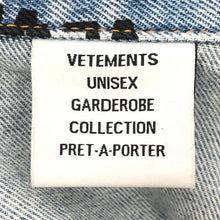 VETEMENTS
UNISEX
GARDEROBE
COLLECTION
PRET-A-PORTER